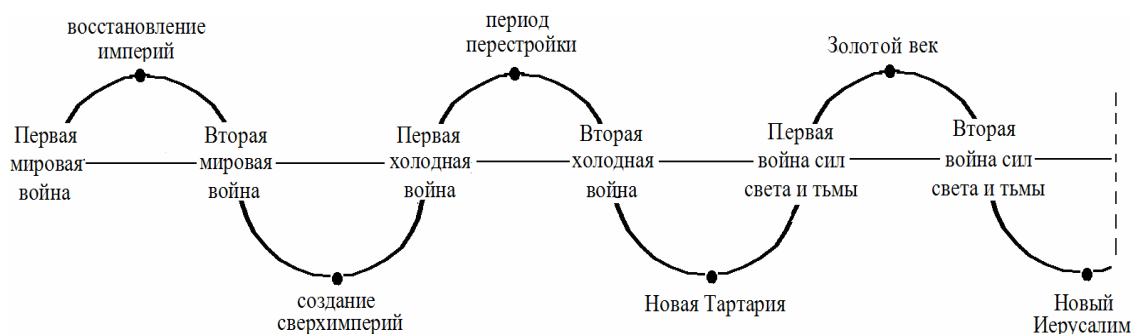 восстановление
империй
период
перестройки
Золотой век
Первая
мировая
война
Вторая
мировая
война
Первая
холодная
война
Вторая
холодная
война
Первая
война сил
света и тьмы
Вторая
война сил
света и тьмы
создание
сверхимперий
Новая Тартария
Новый
Иерусалим